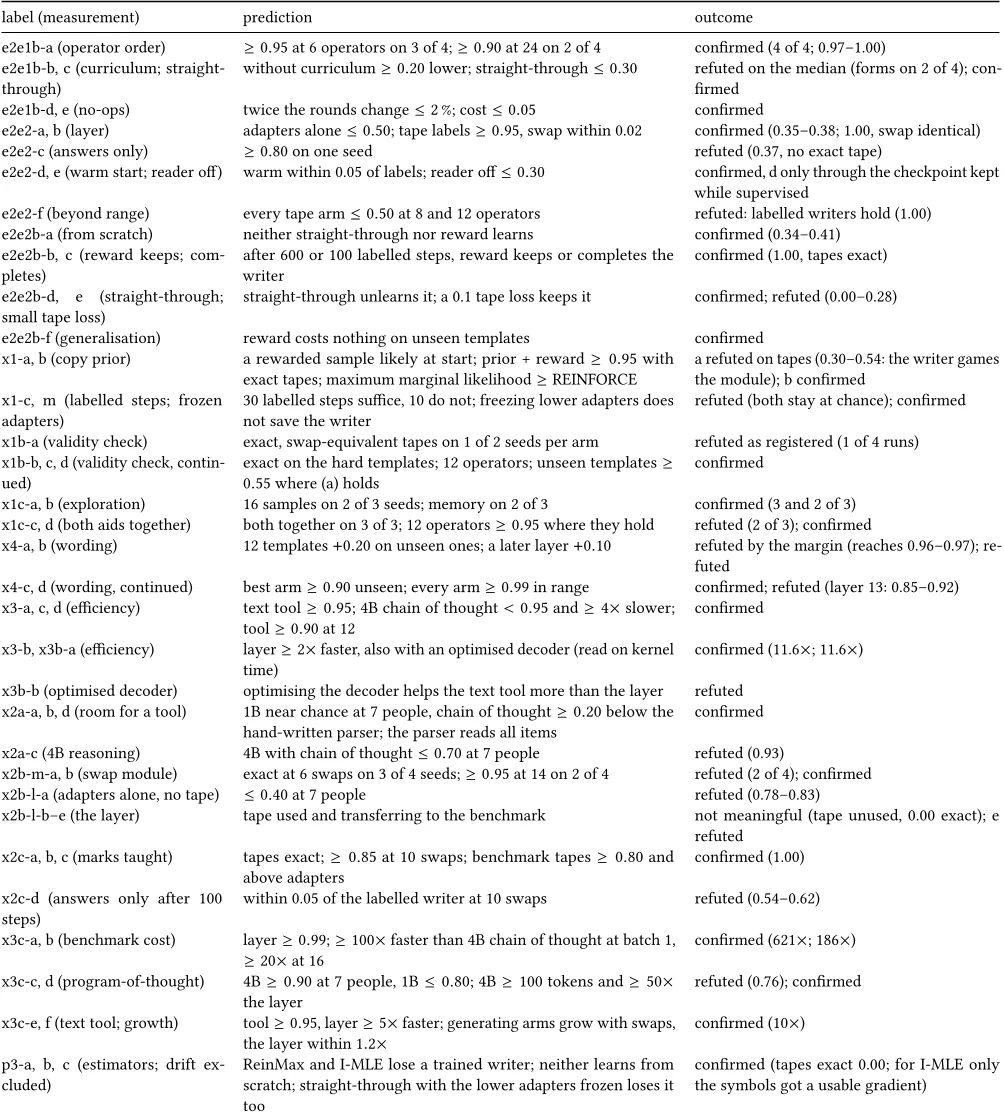 label (measurement) prediction outcome
e2e1b-a (operator order) ≥ 0.95 at 6 operators on 3 of 4; ≥ 0.90 at 24 on 2 of 4 confirmed (4 of 4; 0.97–1.00)
e2e1b-b, c (curriculum; straight- without curriculum ≥ 0.20 lower; straight-through ≤ 0.30 refuted on the median (forms on 2 of 4); con-
through) firmed
e2e1b-d, e (no-ops) twice the rounds change ≤ 2 %; cost ≤ 0.05 confirmed
e2e2-a, b (layer) adapters alone ≤ 0.50; tape labels ≥ 0.95, swap within 0.02 confirmed (0.35–0.38; 1.00, swap identical)
e2e2-c (answers only) ≥ 0.80 on one seed refuted (0.37, no exact tape)
e2e2-d, e (warm start; reader off) warm within 0.05 of labels; reader off ≤ 0.30 confirmed, d only through the checkpoint kept
while supervised
e2e2-f (beyond range) every tape arm ≤ 0.50 at 8 and 12 operators refuted: labelled writers hold (1.00)
e2e2b-a (from scratch) neither straight-through nor reward learns confirmed (0.34–0.41)
e2e2b-b, c (reward keeps; com- after 600 or 100 labelled steps, reward keeps or completes the confirmed (1.00, tapes exact)
pletes) writer
e2e2b-d, e (straight-through; straight-through unlearns it; a 0.1 tape loss keeps it confirmed; refuted (0.00–0.28)
small tape loss)
e2e2b-f (generalisation) reward costs nothing on unseen templates confirmed
x1-a, b (copy prior) a rewarded sample likely at start; prior + reward ≥ 0.95 with a refuted on tapes (0.30–0.54: the writer games
exact tapes; maximum marginal likelihood ≥ REINFORCE the module); b confirmed
x1-c, m (labelled steps; frozen 30 labelled steps suffice, 10 do not; freezing lower adapters does refuted (both stay at chance); confirmed
adapters) not save the writer
x1b-a (validity check) exact, swap-equivalent tapes on 1 of 2 seeds per arm refuted as registered (1 of 4 runs)
x1b-b, c, d (validity check, contin- exact on the hard templates; 12 operators; unseen templates ≥ confirmed
ued) 0.55 where (a) holds
x1c-a, b (exploration) 16 samples on 2 of 3 seeds; memory on 2 of 3 confirmed (3 and 2 of 3)
x1c-c, d (both aids together) both together on 3 of 3; 12 operators ≥ 0.95 where they hold refuted (2 of 3); confirmed
x4-a, b (wording) 12 templates +0.20 on unseen ones; a later layer +0.10 refuted by the margin (reaches 0.96–0.97); re-
futed
x4-c, d (wording, continued) best arm ≥ 0.90 unseen; every arm ≥ 0.99 in range confirmed; refuted (layer 13: 0.85–0.92)
x3-a, c, d (efficiency) text tool ≥ 0.95; 4B chain of thought < 0.95 and ≥ 4× slower; confirmed
tool ≥ 0.90 at 12
x3-b, x3b-a (efficiency) layer ≥ 2× faster, also with an optimised decoder (read on kernel confirmed (11.6×; 11.6×)
time)
x3b-b (optimised decoder) optimising the decoder helps the text tool more than the layer refuted
x2a-a, b, d (room for a tool) 1B near chance at 7 people, chain of thought ≥ 0.20 below the confirmed
hand-written parser; the parser reads all items
x2a-c (4B reasoning) 4B with chain of thought ≤ 0.70 at 7 people refuted (0.93)
x2b-m-a, b (swap module) exact at 6 swaps on 3 of 4 seeds; ≥ 0.95 at 14 on 2 of 4 refuted (2 of 4); confirmed
x2b-l-a (adapters alone, no tape) ≤ 0.40 at 7 people refuted (0.78–0.83)
x2b-l-b–e (the layer) tape used and transferring to the benchmark not meaningful (tape unused, 0.00 exact); e
refuted
x2c-a, b, c (marks taught) tapes exact; ≥ 0.85 at 10 swaps; benchmark tapes ≥ 0.80 and confirmed (1.00)
above adapters
x2c-d (answers only after 100 within 0.05 of the labelled writer at 10 swaps refuted (0.54–0.62)
steps)
x3c-a, b (benchmark cost) layer ≥ 0.99; ≥ 100× faster than 4B chain of thought at batch 1, confirmed (621×; 186×)
≥ 20× at 16
x3c-c, d (program-of-thought) 4B ≥ 0.90 at 7 people, 1B ≤ 0.80; 4B ≥ 100 tokens and ≥ 50× refuted (0.76); confirmed
the layer
x3c-e, f (text tool; growth) tool ≥ 0.95, layer ≥ 5× faster; generating arms grow with swaps, confirmed (10×)
the layer within 1.2×
p3-a, b, c (estimators; drift ex- ReinMax and I-MLE lose a trained writer; neither learns from confirmed (tapes exact 0.00; for I-MLE only
cluded) scratch; straight-through with the lower adapters frozen loses it the symbols got a usable gradient)
too